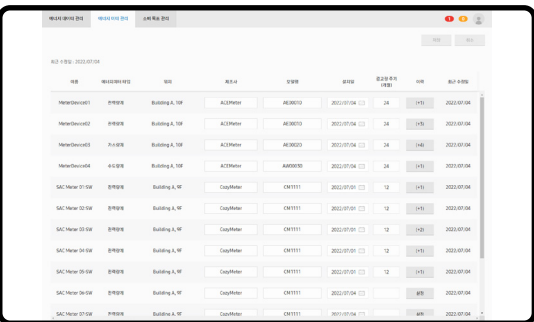 에너지 데이터 관리 에너지 미터 관리 소비 목표 관리
1
저장 취소
최근 수정일 : 2022/07/04
이름 에너지미터 타입 위치 제조사 모델명 설치일 검교정 주기 (개월) 이력 최근 수정일
MeterDevice01 전력량계 Building A, 10F ACEMeter AE0001D 2022/07/04 24 (+1) 2022/07/04
MeterDevice02 전력량계 Building A, 10F ACEMeter AE0001D 2022/07/04 24 (+3) 2022/07/04
MeterDevice03 가스량계 Building A, 10F ACEMeter AE0002D 2022/07/04 24 (+4) 2022/07/04
MeterDevice04 수도량계 Building A, 10F ACEMeter AW0003B 2022/07/04 24 (+1) 2022/07/04
SAC Meter 01-SW 전력량계 Building A, 9F CozyMeter CM1111 2022/07/01 12 (+1) 2022/07/04
SAC Meter 02-SW 전력량계 Building A, 9F CozyMeter CM1111 2022/07/01 12 (+1) 2022/07/04
SAC Meter 03-SW 전력량계 Building A, 9F CozyMeter CM1111 2022/07/01 12 (+2) 2022/07/04
SAC Meter 04-SW 전력량계 Building A, 9F CozyMeter CM1111 2022/07/01 12 (+1) 2022/07/04
SAC Meter 05-SW 전력량계 Building A, 9F CozyMeter CM1111 2022/07/01 12 (+1) 2022/07/04
SAC Meter 06-SW 전력량계 Building A, 9F CozyMeter CM1111 2022/07/04 설정 2022/07/04
SAC Meter 07-SW 전력량계 Building A, 9F CozyMeter CM1111 2022/07/04 설정 2022/07/04